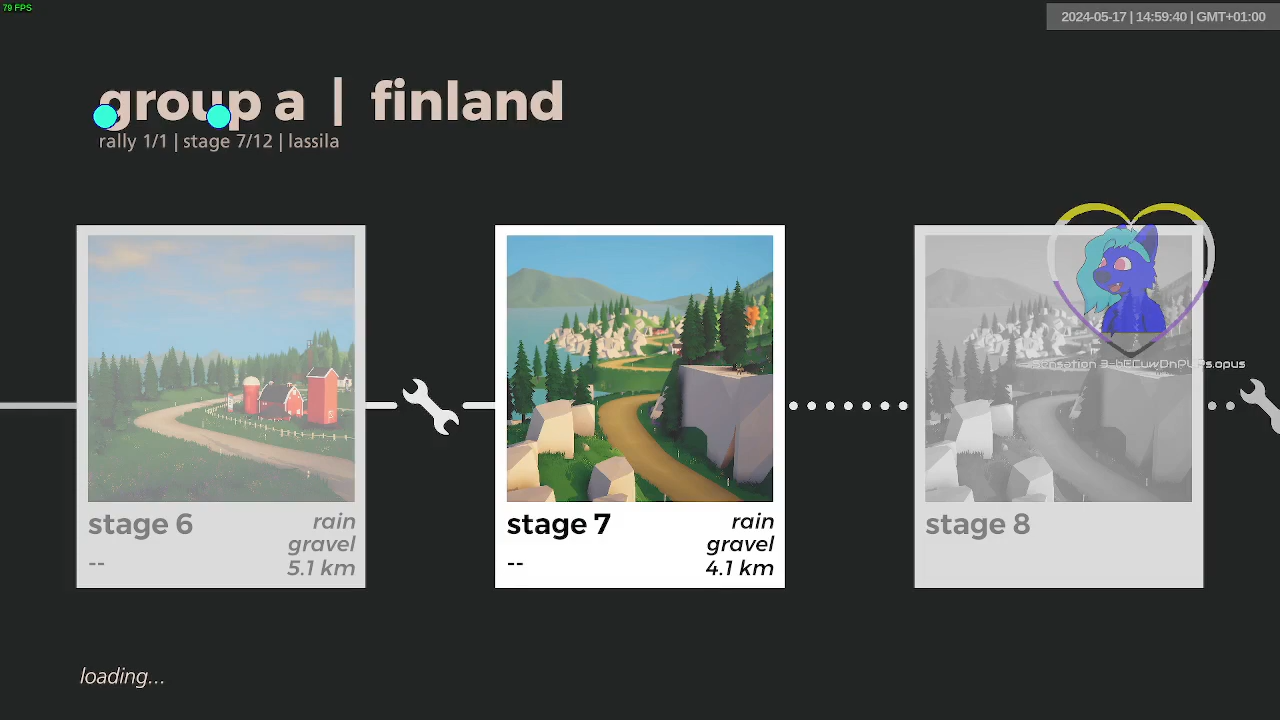 79 FPS
2024-05-17 | 14:59:40 | GMT+01:00
group a | finland
rally 1/1 | stage 7/12 | lassila
stage 6
rain
gravel
--
5.1 km
stage 7
rain
gravel
--
4.1 km
stage 8
loading...